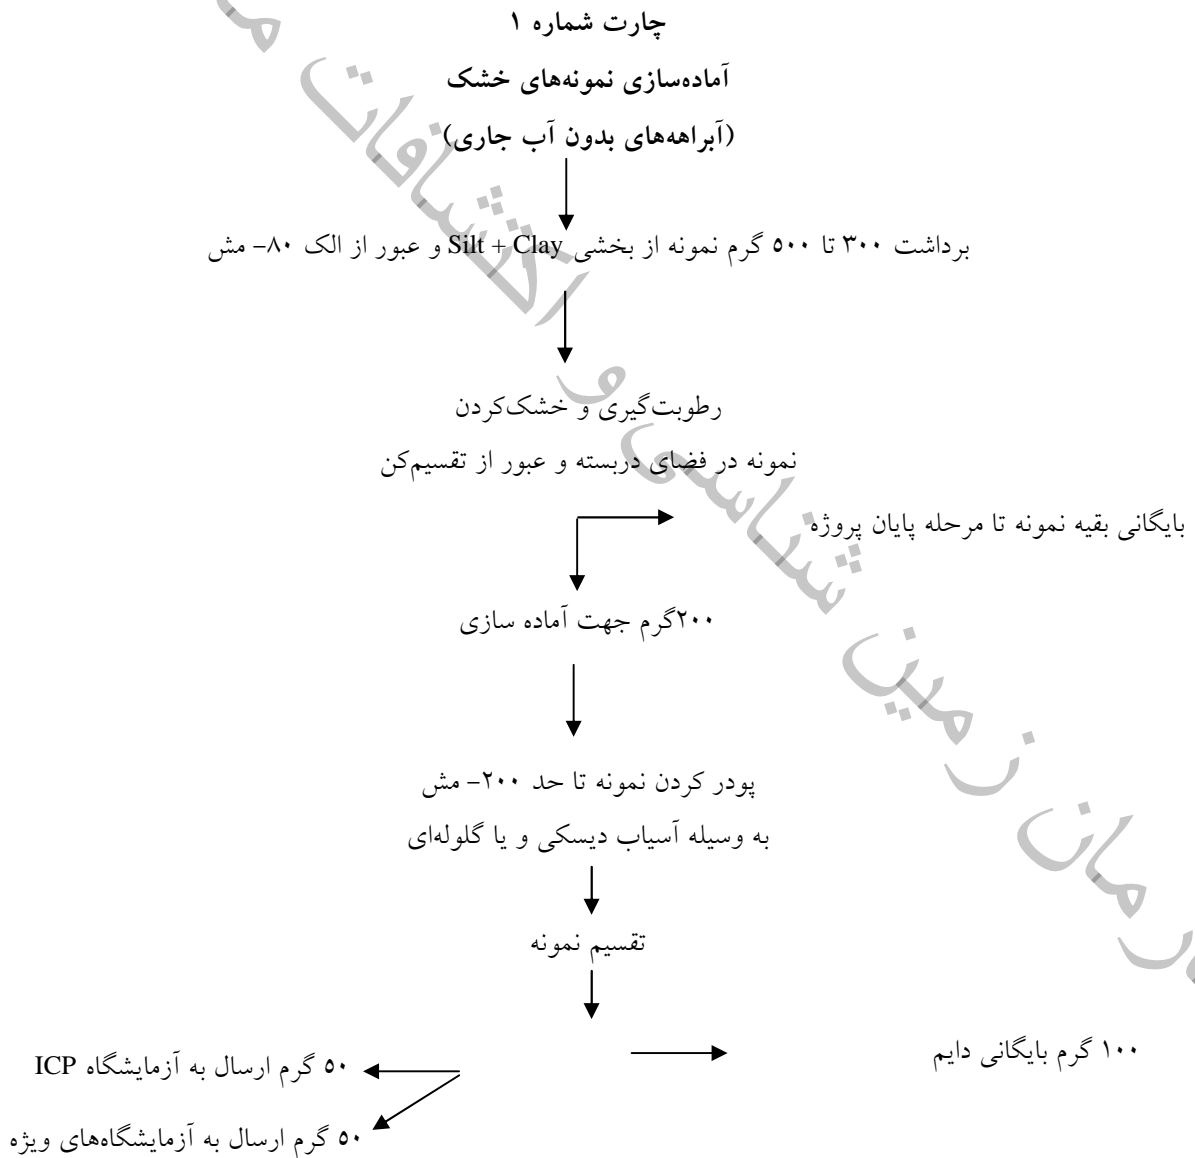 چارت شماره ۱
آماده‌سازی نمونه‌های خشک
(آبراهه‌های بدون آب جاری)
برداشت ۳۰۰ تا ۵۰۰ گرم نمونه از بخشی Silt + Clay و عبور از الک ۸۰- مش
رطوبت‌گیری و خشک‌کردن
نمونه در فضای دربسته و عبور از تقسیم‌کن
بایگانی بقیه نمونه تا مرحله پایان پروژه
۲۰۰گرم جهت آماده سازی
پودر کردن نمونه تا حد ۲۰۰- مش
به وسیله آسیاب دیسکی و یا گلوله‌ای
تقسیم نمونه
۱۰۰ گرم بایگانی دایم
۵۰ گرم ارسال به آزمایشگاه ICP
۵۰ گرم ارسال به آزمایشگاه‌های ویژه
زمین شناسی و اکتشافات